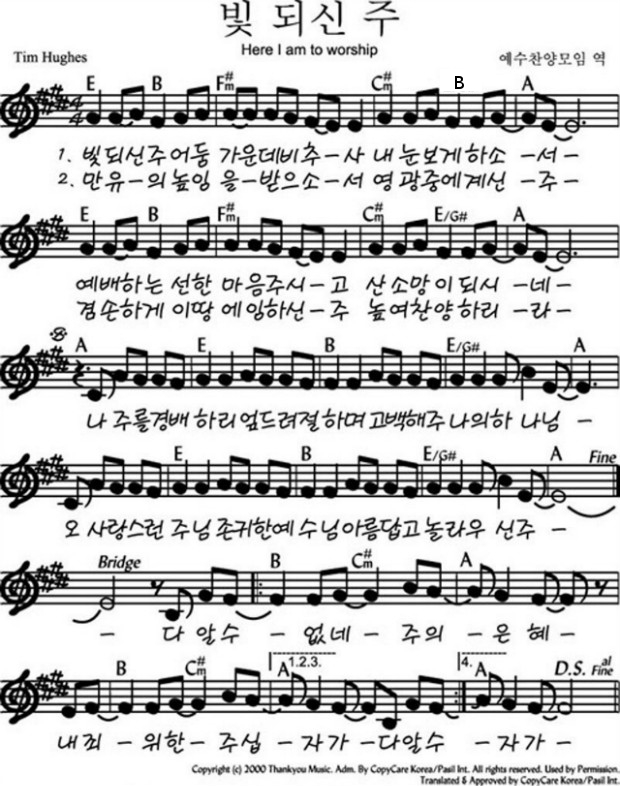 빛 되신 주
Here I am to worship
Tim Hughes 예수찬양모임 역
E B F#m C#m B A
1. 빛되신주어둠 가운데비추-사 내눈보게하소 -서-
2. 만유-의높임 을-받으소-서 영광중에계신 -주-
E B F#m C#m E/G# A
예배하는 선한 마음주시-고 산소망이되시 -네-
겸손하게이땅에임하신-주 높여찬양하리 -라-
A E B E/G# A
나 주를경배하리엎드려절하며고백해주나의하나님 -
E B E/G# A Fine
오 사랑스런 주님존귀한예수님아름답고놀라우신주 -
Bridge B C#m A
- 다알수 -없네- 주의 -은혜-
B C#m A 1.2.3. 4. A D.S. al Fine
내죄 -위한- 주십 -자가 -다알수 -자가-
Copyright (c) 2000 Thankyou Music. Adm. By CopyCare Korea/Pasil Int. All rights reserved. Used by Permission.
Translated & Approved by CopyCare Korea/Pasil Int.